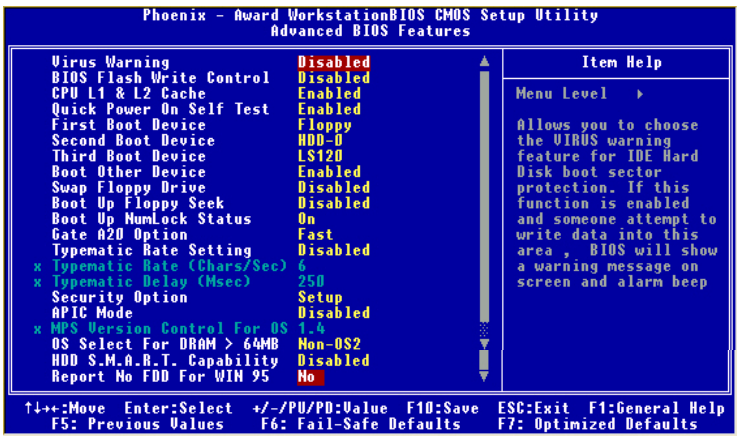 Phoenix - Award WorkstationBIOS CMOS Setup Utility
Advanced BIOS Features
Virus Warning Disabled
BIOS Flash Write Control Disabled
CPU L1 & L2 Cache Enabled
Quick Power On Self Test Enabled
First Boot Device Floppy
Second Boot Device HDD-0
Third Boot Device LS120
Boot Other Device Enabled
Swap Floppy Drive Disabled
Boot Up Floppy Seek Disabled
Boot Up NumLock Status On
Gate A20 Option Fast
Typematic Rate Setting Disabled
x Typematic Rate (Chars/Sec) 6
x Typematic Delay (Msec) 250
Security Option Setup
APIC Mode Disabled
x MPS Version Control For OS 1.4
OS Select For DRAM > 64MB Non-OS2
HDD S.M.A.R.T. Capability Disabled
Report No FDD For WIN 95 No
Item Help
Menu Level ▸
Allows you to choose
the VIRUS warning
feature for IDE Hard
Disk boot sector
protection. If this
function is enabled
and someone attempt to
write data into this
area , BIOS will show
a warning message on
screen and alarm beep
↑↓→←:Move Enter:Select +/-/PU/PD:Value F10:Save ESC:Exit F1:General Help
F5: Previous Values F6: Fail-Safe Defaults F7: Optimized Defaults